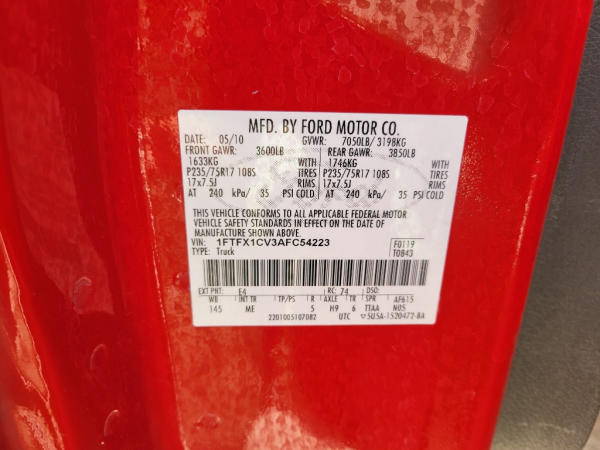 MFD. BY FORD MOTOR CO.
DATE: 05/10 GVWR: 7050LB/ 3198KG
FRONT GAWR: 3600LB REAR GAWR: 3850LB
1633KG WITH 1746KG WITH
P235/75R17 108S TIRES P235/75R17 108S TIRES
17x7.5J RIMS 17x7.5J RIMS
AT 240 kPa/ 35 PSI COLD AT 240 kPa/ 35 PSI COLD
THIS VEHICLE CONFORMS TO ALL APPLICABLE FEDERAL MOTOR
VEHICLE SAFETY STANDARDS IN EFFECT ON THE DATE OF
MANUFACTURE SHOWN ABOVE.
VIN: 1FTFX1CV3AFC54223 F0119
TYPE: Truck T0843
EXT PNT: E4 RC: 74 DSO:
WB INT TR TP/PS R AXLE TR SPR AF615
145 ME 5 H9 6 TTAA N05
2201005107082 UTC 5U5A-1520472-BA